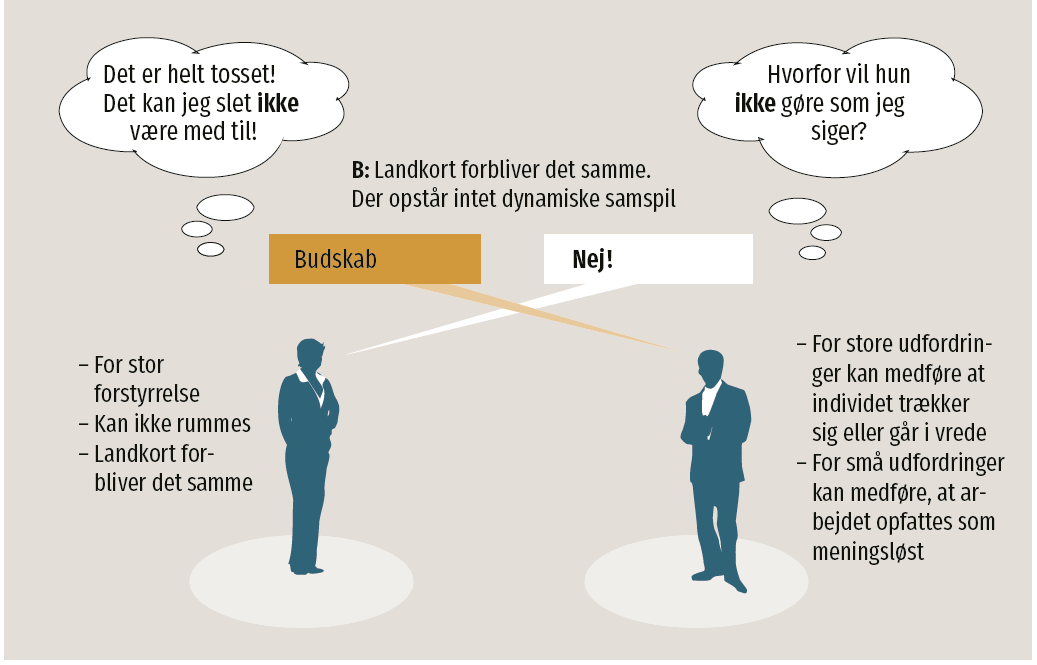 Det er helt tosset!
Det kan jeg slet ikke
være med til!
Hvorfor vil hun
ikke gøre som jeg
siger?
B: Landkort forbliver det samme.
Der opstår intet dynamiske samspil
Budskab
Nej!
– For stor
forstyrrelse
– Kan ikke rummes
– Landkort for-
bliver det samme
– For store udfordrin-
ger kan medføre at
individet trækker
sig eller går i vrede
– For små udfordringer
kan medføre, at ar-
bejdet opfattes som
meningsløst